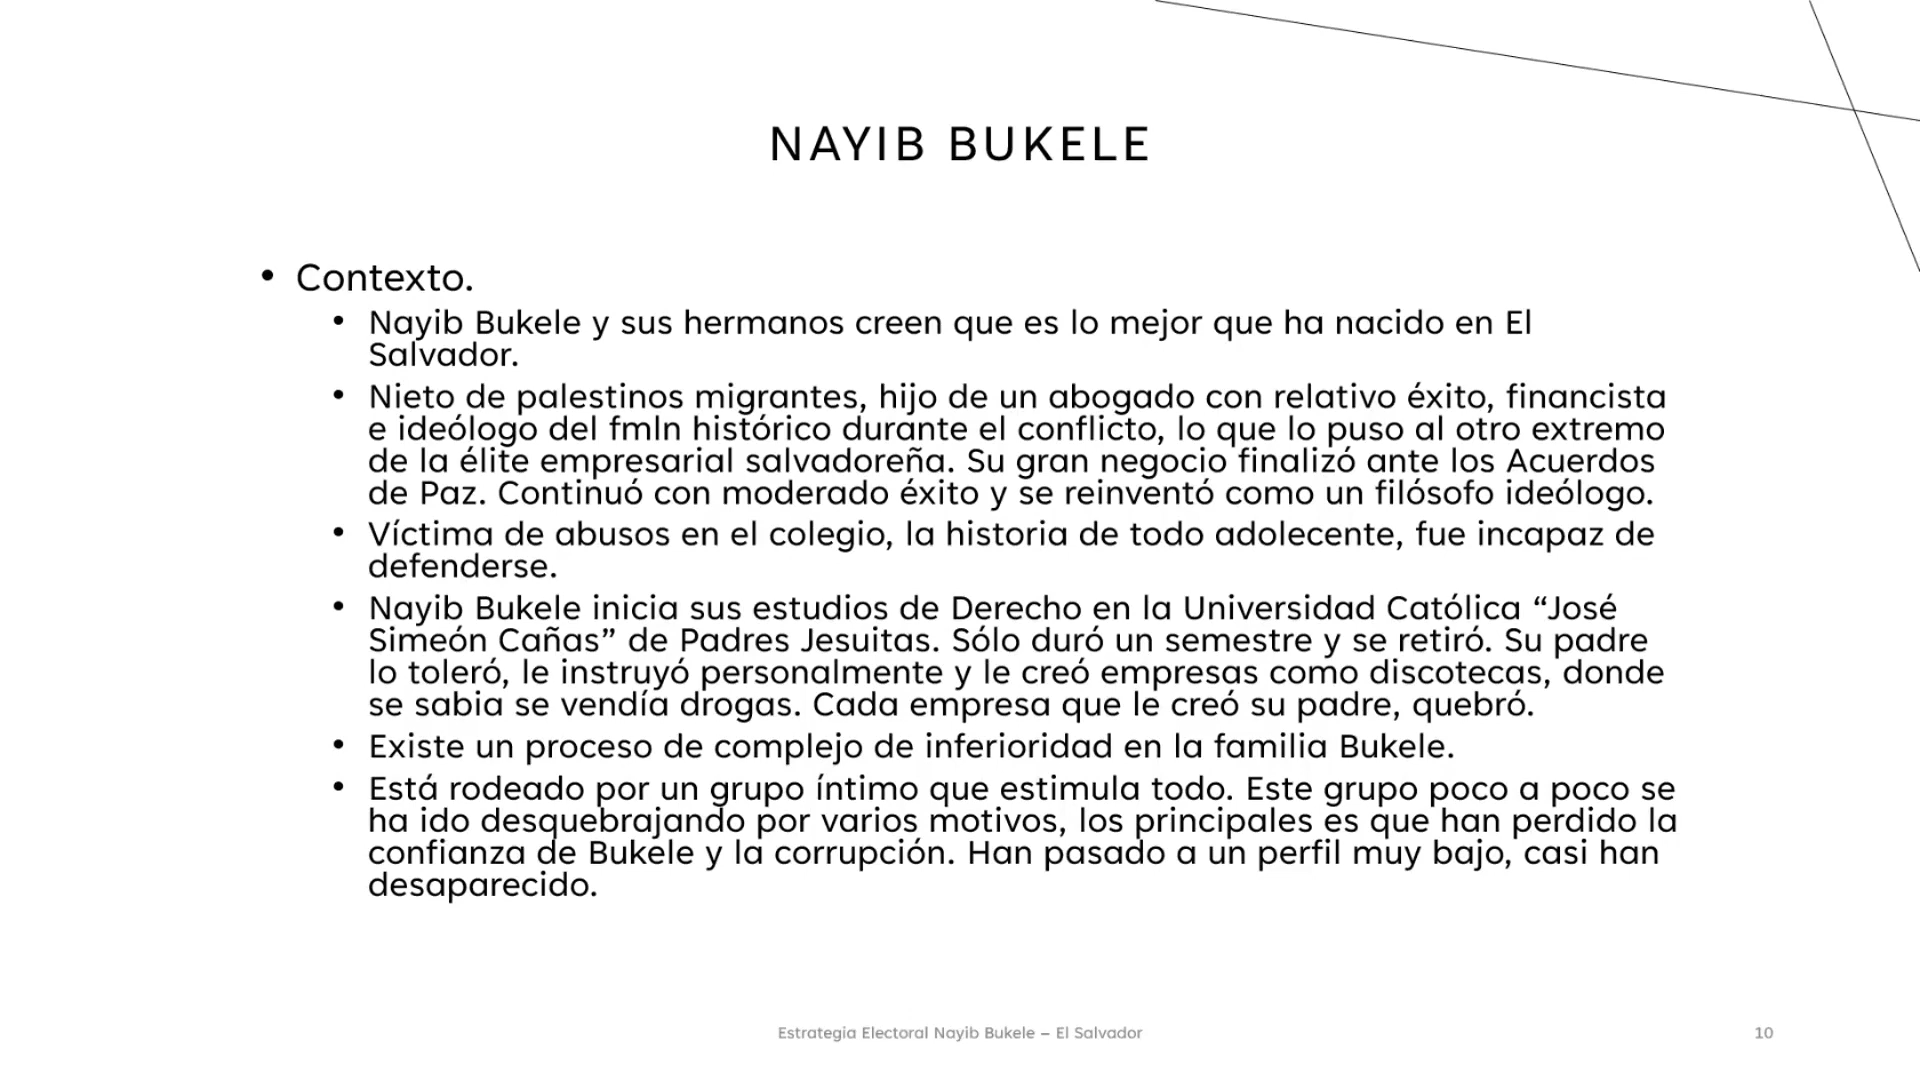 NAYIB BUKELE
• Contexto.
• Nayib Bukele y sus hermanos creen que es lo mejor que ha nacido en El
Salvador.
• Nieto de palestinos migrantes, hijo de un abogado con relativo éxito, financista
e ideólogo del fmln histórico durante el conflicto, lo que lo puso al otro extremo
de la élite empresarial salvadoreña. Su gran negocio finalizó ante los Acuerdos
de Paz. Continuó con moderado éxito y se reinventó como un filósofo ideólogo.
• Víctima de abusos en el colegio, la historia de todo adolecente, fue incapaz de
defenderse.
• Nayib Bukele inicia sus estudios de Derecho en la Universidad Católica “José
Simeón Cañas” de Padres Jesuitas. Sólo duró un semestre y se retiró. Su padre
lo toleró, le instruyó personalmente y le creó empresas como discotecas, donde
se sabia se vendía drogas. Cada empresa que le creó su padre, quebró.
• Existe un proceso de complejo de inferioridad en la familia Bukele.
• Está rodeado por un grupo íntimo que estimula todo. Este grupo poco a poco se
ha ido desquebrajando por varios motivos, los principales es que han perdido la
confianza de Bukele y la corrupción. Han pasado a un perfil muy bajo, casi han
desaparecido.
Estrategia Electoral Nayib Bukele – El Salvador
10